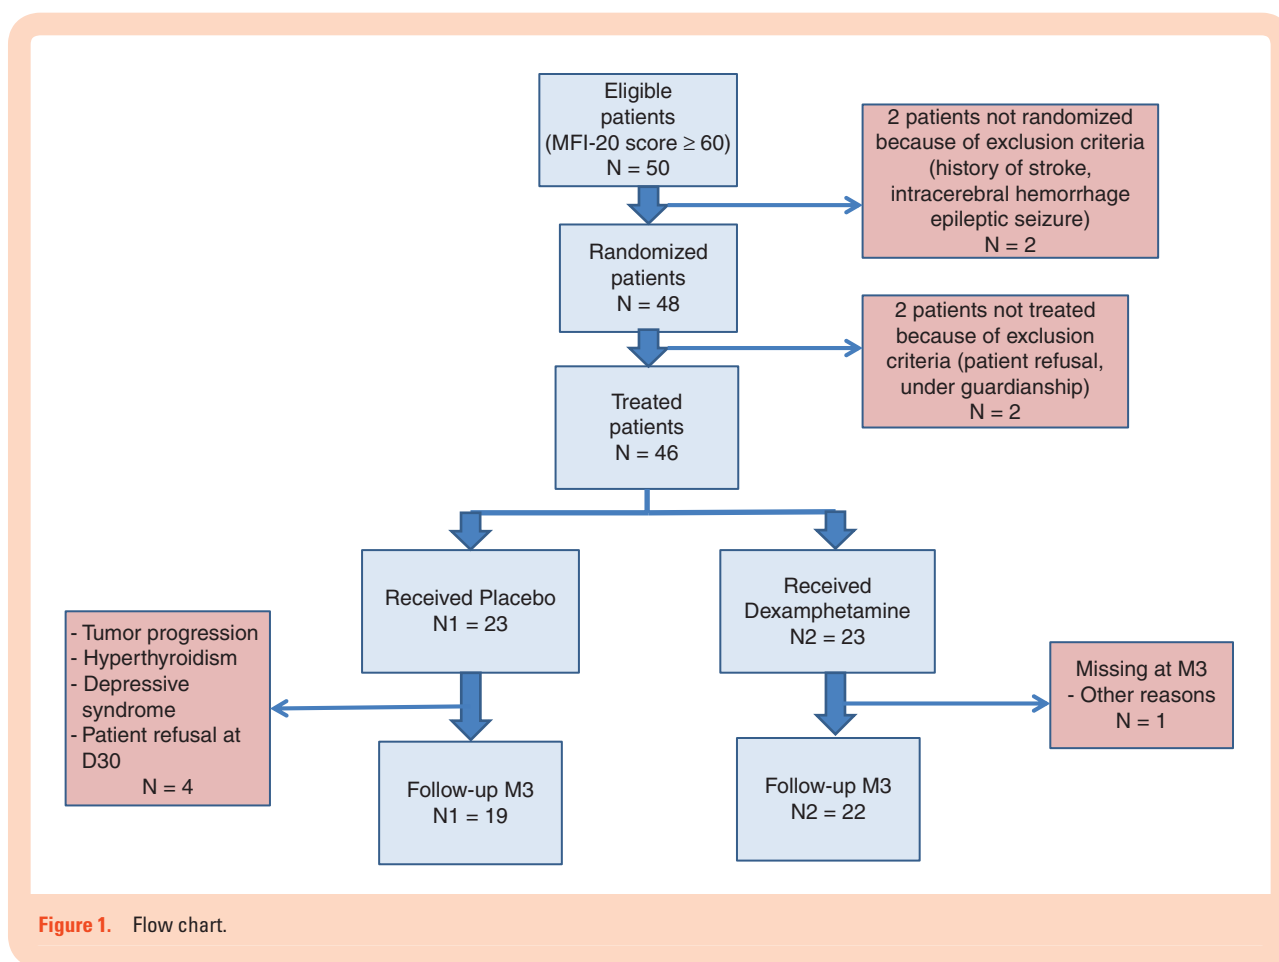 Eligible
patients
(MFI-20 score ≥ 60)
N = 50
2 patients not randomized
because of exclusion criteria
(history of stroke,
intracerebral hemorrhage
epileptic seizure)
N = 2
Randomized
patients
N = 48
2 patients not treated
because of exclusion
criteria (patient refusal,
under guardianship)
N = 2
Treated
patients
N = 46
Received Placebo
N1 = 23
Received
Dexamphetamine
N2 = 23
- Tumor progression
- Hyperthyroidism
- Depressive
syndrome
- Patient refusal at
D30
N = 4
Missing at M3
- Other reasons
N = 1
Follow-up M3
N1 = 19
Follow-up M3
N2 = 22
Figure 1. Flow chart.